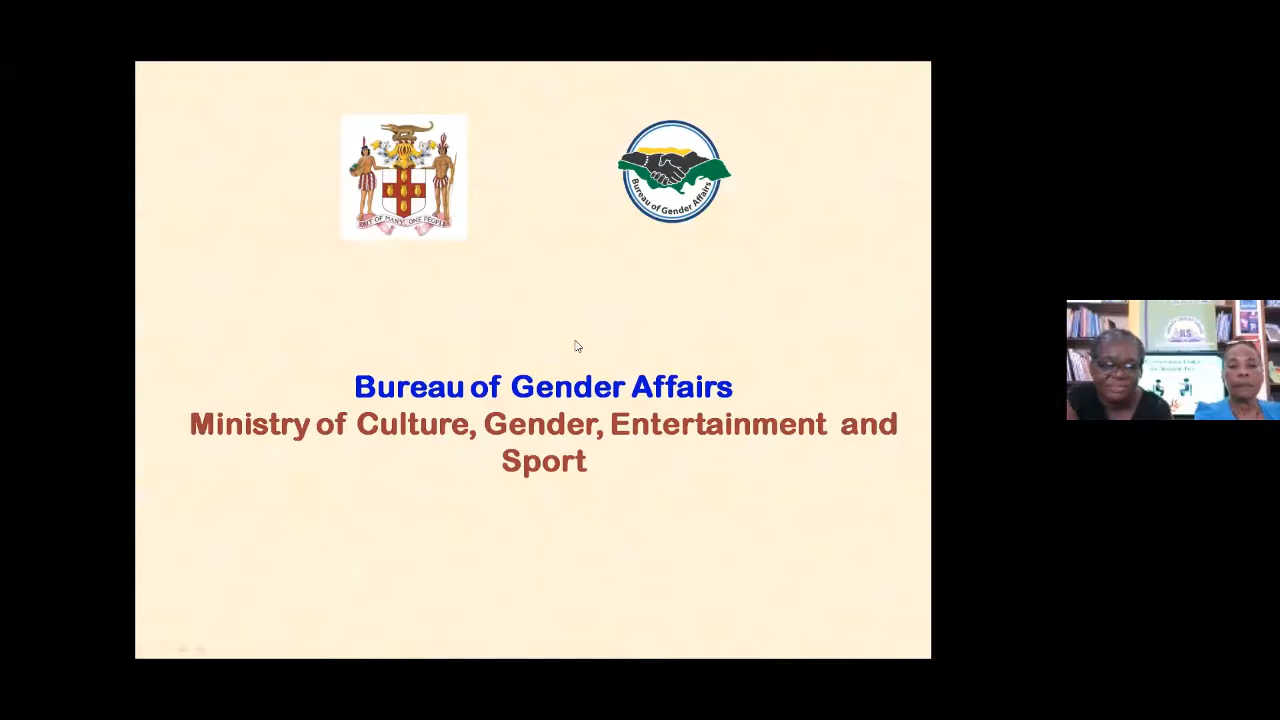 OUT OF MANY, ONE PEOPLE
Bureau of Gender Affairs
Bureau of Gender Affairs
Ministry of Culture, Gender, Entertainment and
Sport
JLS